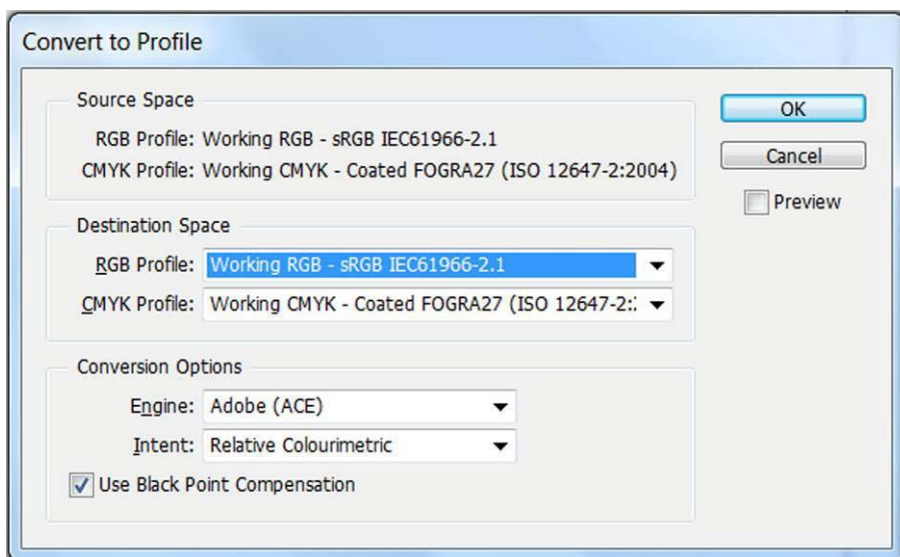 Convert to Profile
Source Space
RGB Profile: Working RGB - sRGB IEC61966-2.1
CMYK Profile: Working CMYK - Coated FOGRA27 (ISO 12647-2:2004)
OK
Cancel
Preview
Destination Space
RGB Profile: Working RGB - sRGB IEC61966-2.1
CMYK Profile: Working CMYK - Coated FOGRA27 (ISO 12647-2:
Conversion Options
Engine: Adobe (ACE)
Intent: Relative Colourimetric
Use Black Point Compensation